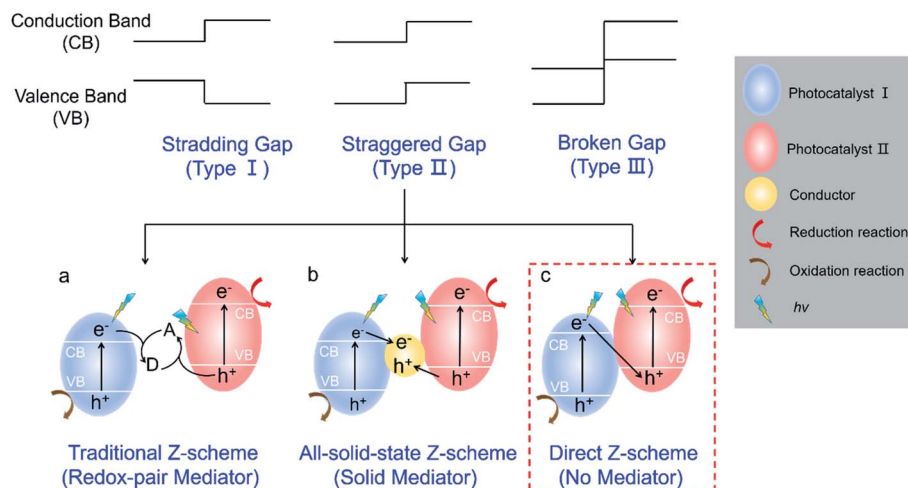 Conduction Band
(CB)
Valence Band
(VB)
Stradding Gap
(Type Ⅰ)
Straggered Gap
(Type Ⅱ)
Broken Gap
(Type Ⅲ)
Photocatalyst Ⅰ
Photocatalyst Ⅱ
Conductor
Reduction reaction
Oxidation reaction
hv
a
e-
CB
VB
h+
A
D
e-
CB
VB
h+
Traditional Z-scheme
(Redox-pair Mediator)
b
e-
CB
VB
h+
e-
h+
e-
CB
VB
h+
All-solid-state Z-scheme
(Solid Mediator)
c
e-
CB
VB
h+
e-
CB
VB
h+
Direct Z-scheme
(No Mediator)